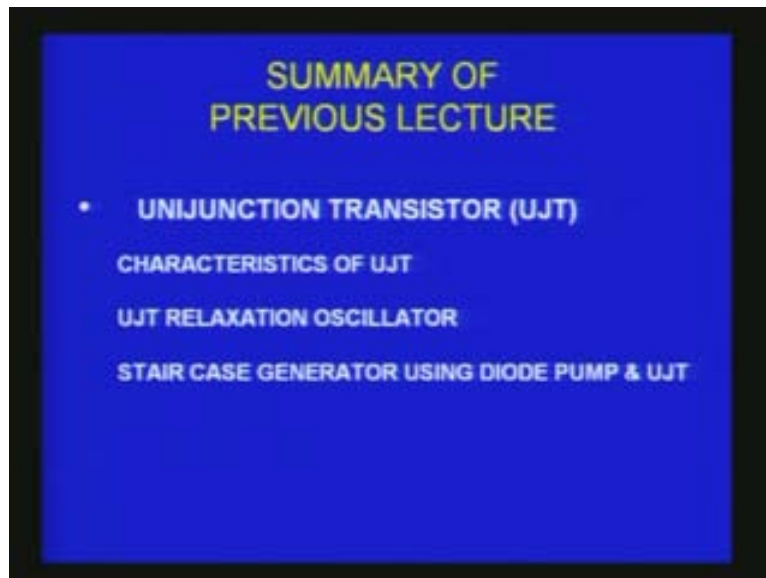 SUMMARY OF
PREVIOUS LECTURE
• UNIJUNCTION TRANSISTOR (UJT)
CHARACTERISTICS OF UJT
UJT RELAXATION OSCILLATOR
STAIR CASE GENERATOR USING DIODE PUMP & UJT